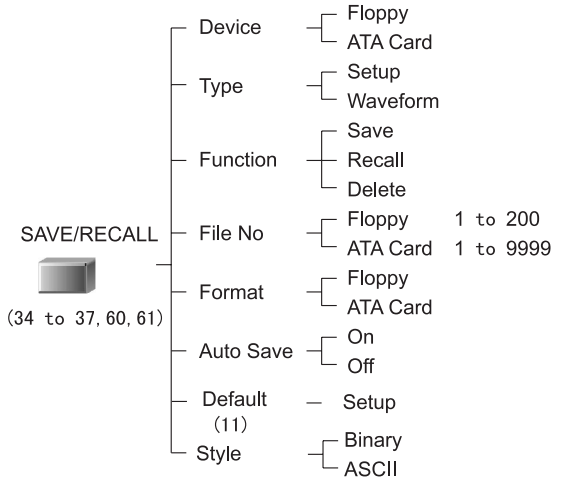 Device
Floppy
ATA Card
Type
Setup
Waveform
Function
Save
Recall
Delete
SAVE/RECALL
(34 to 37, 60, 61)
File No
Floppy 1 to 200
ATA Card 1 to 9999
Format
Floppy
ATA Card
Auto Save
On
Off
Default
(11)
Setup
Style
Binary
ASCII